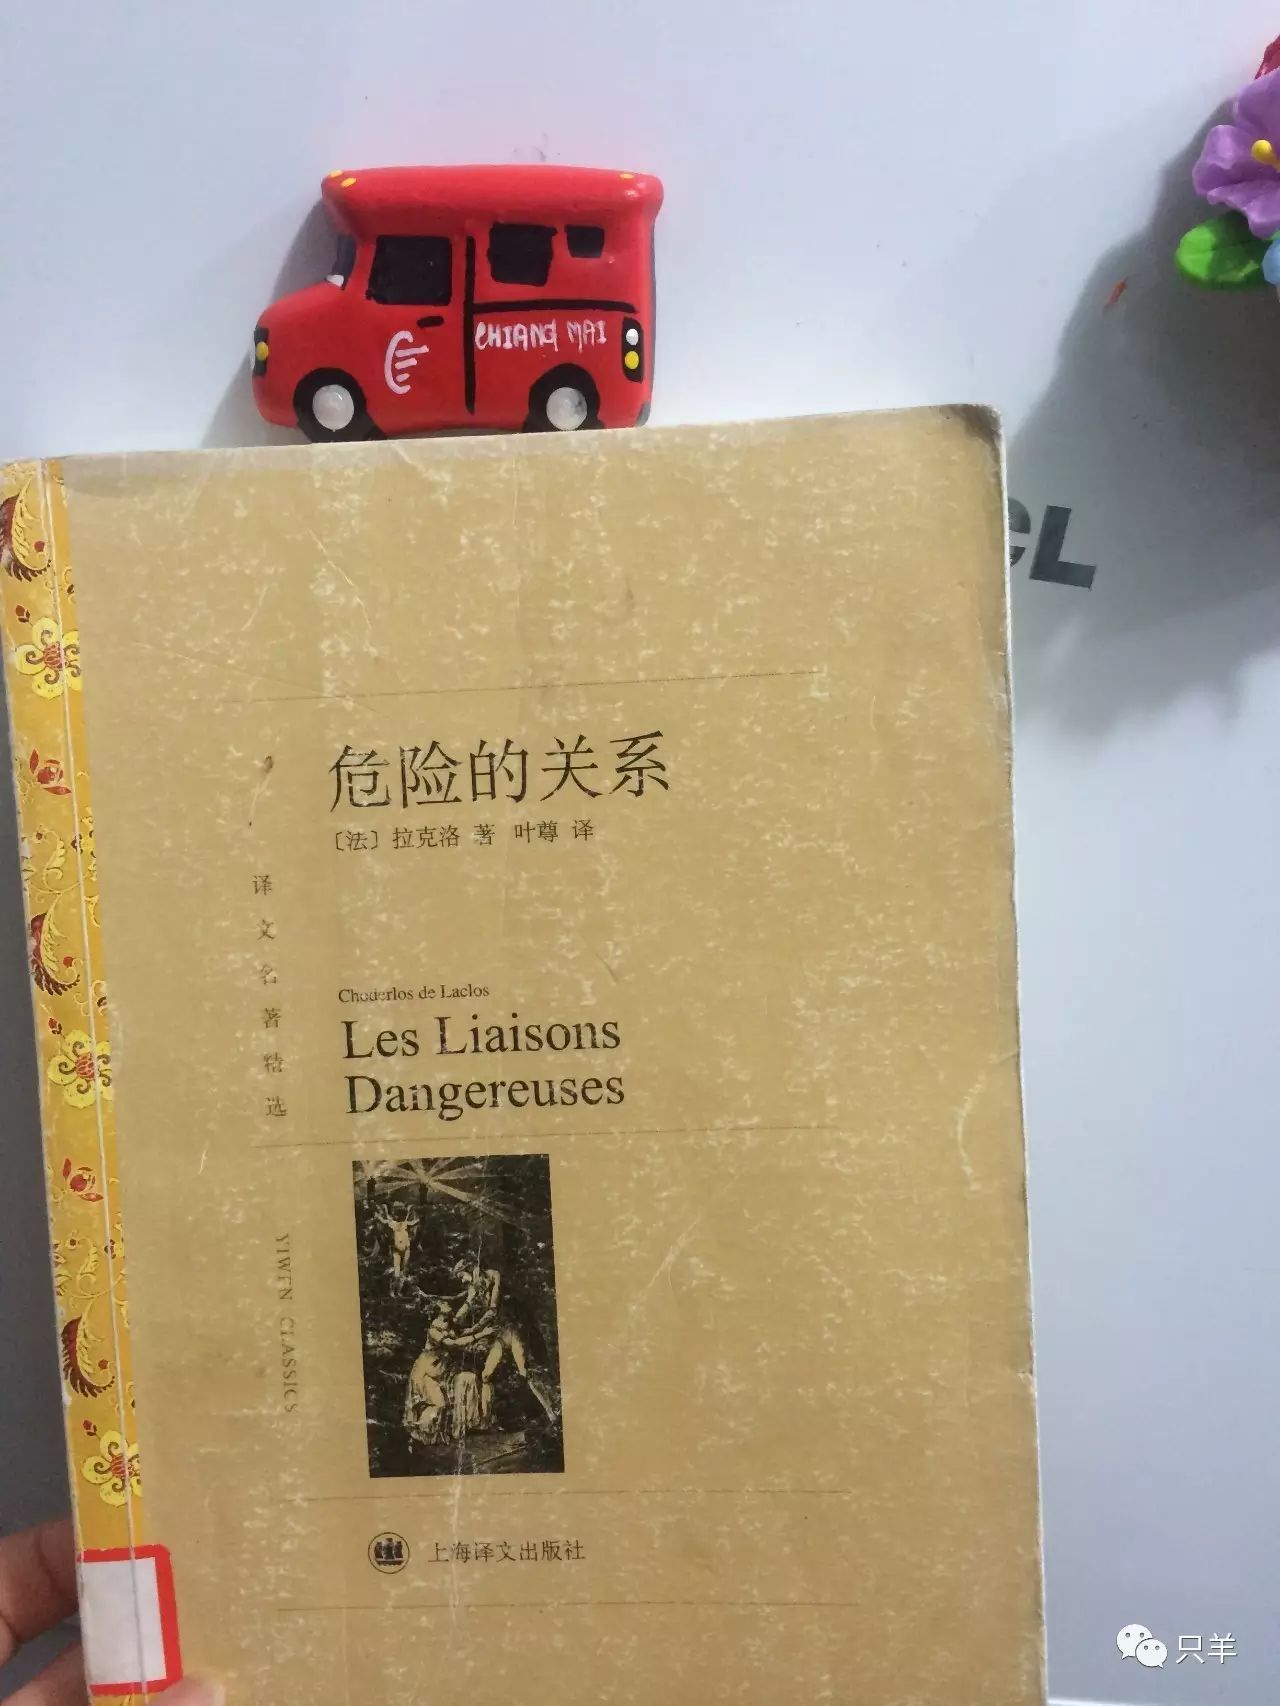 CHIANG MAI
CL
危险的关系
〔法〕拉克洛 著 叶尊 译
译文名著精选
Choderlos de Laclos
Les Liaisons
Dangereuses
YIWEN CLASSICS
上海译文出版社
只羊